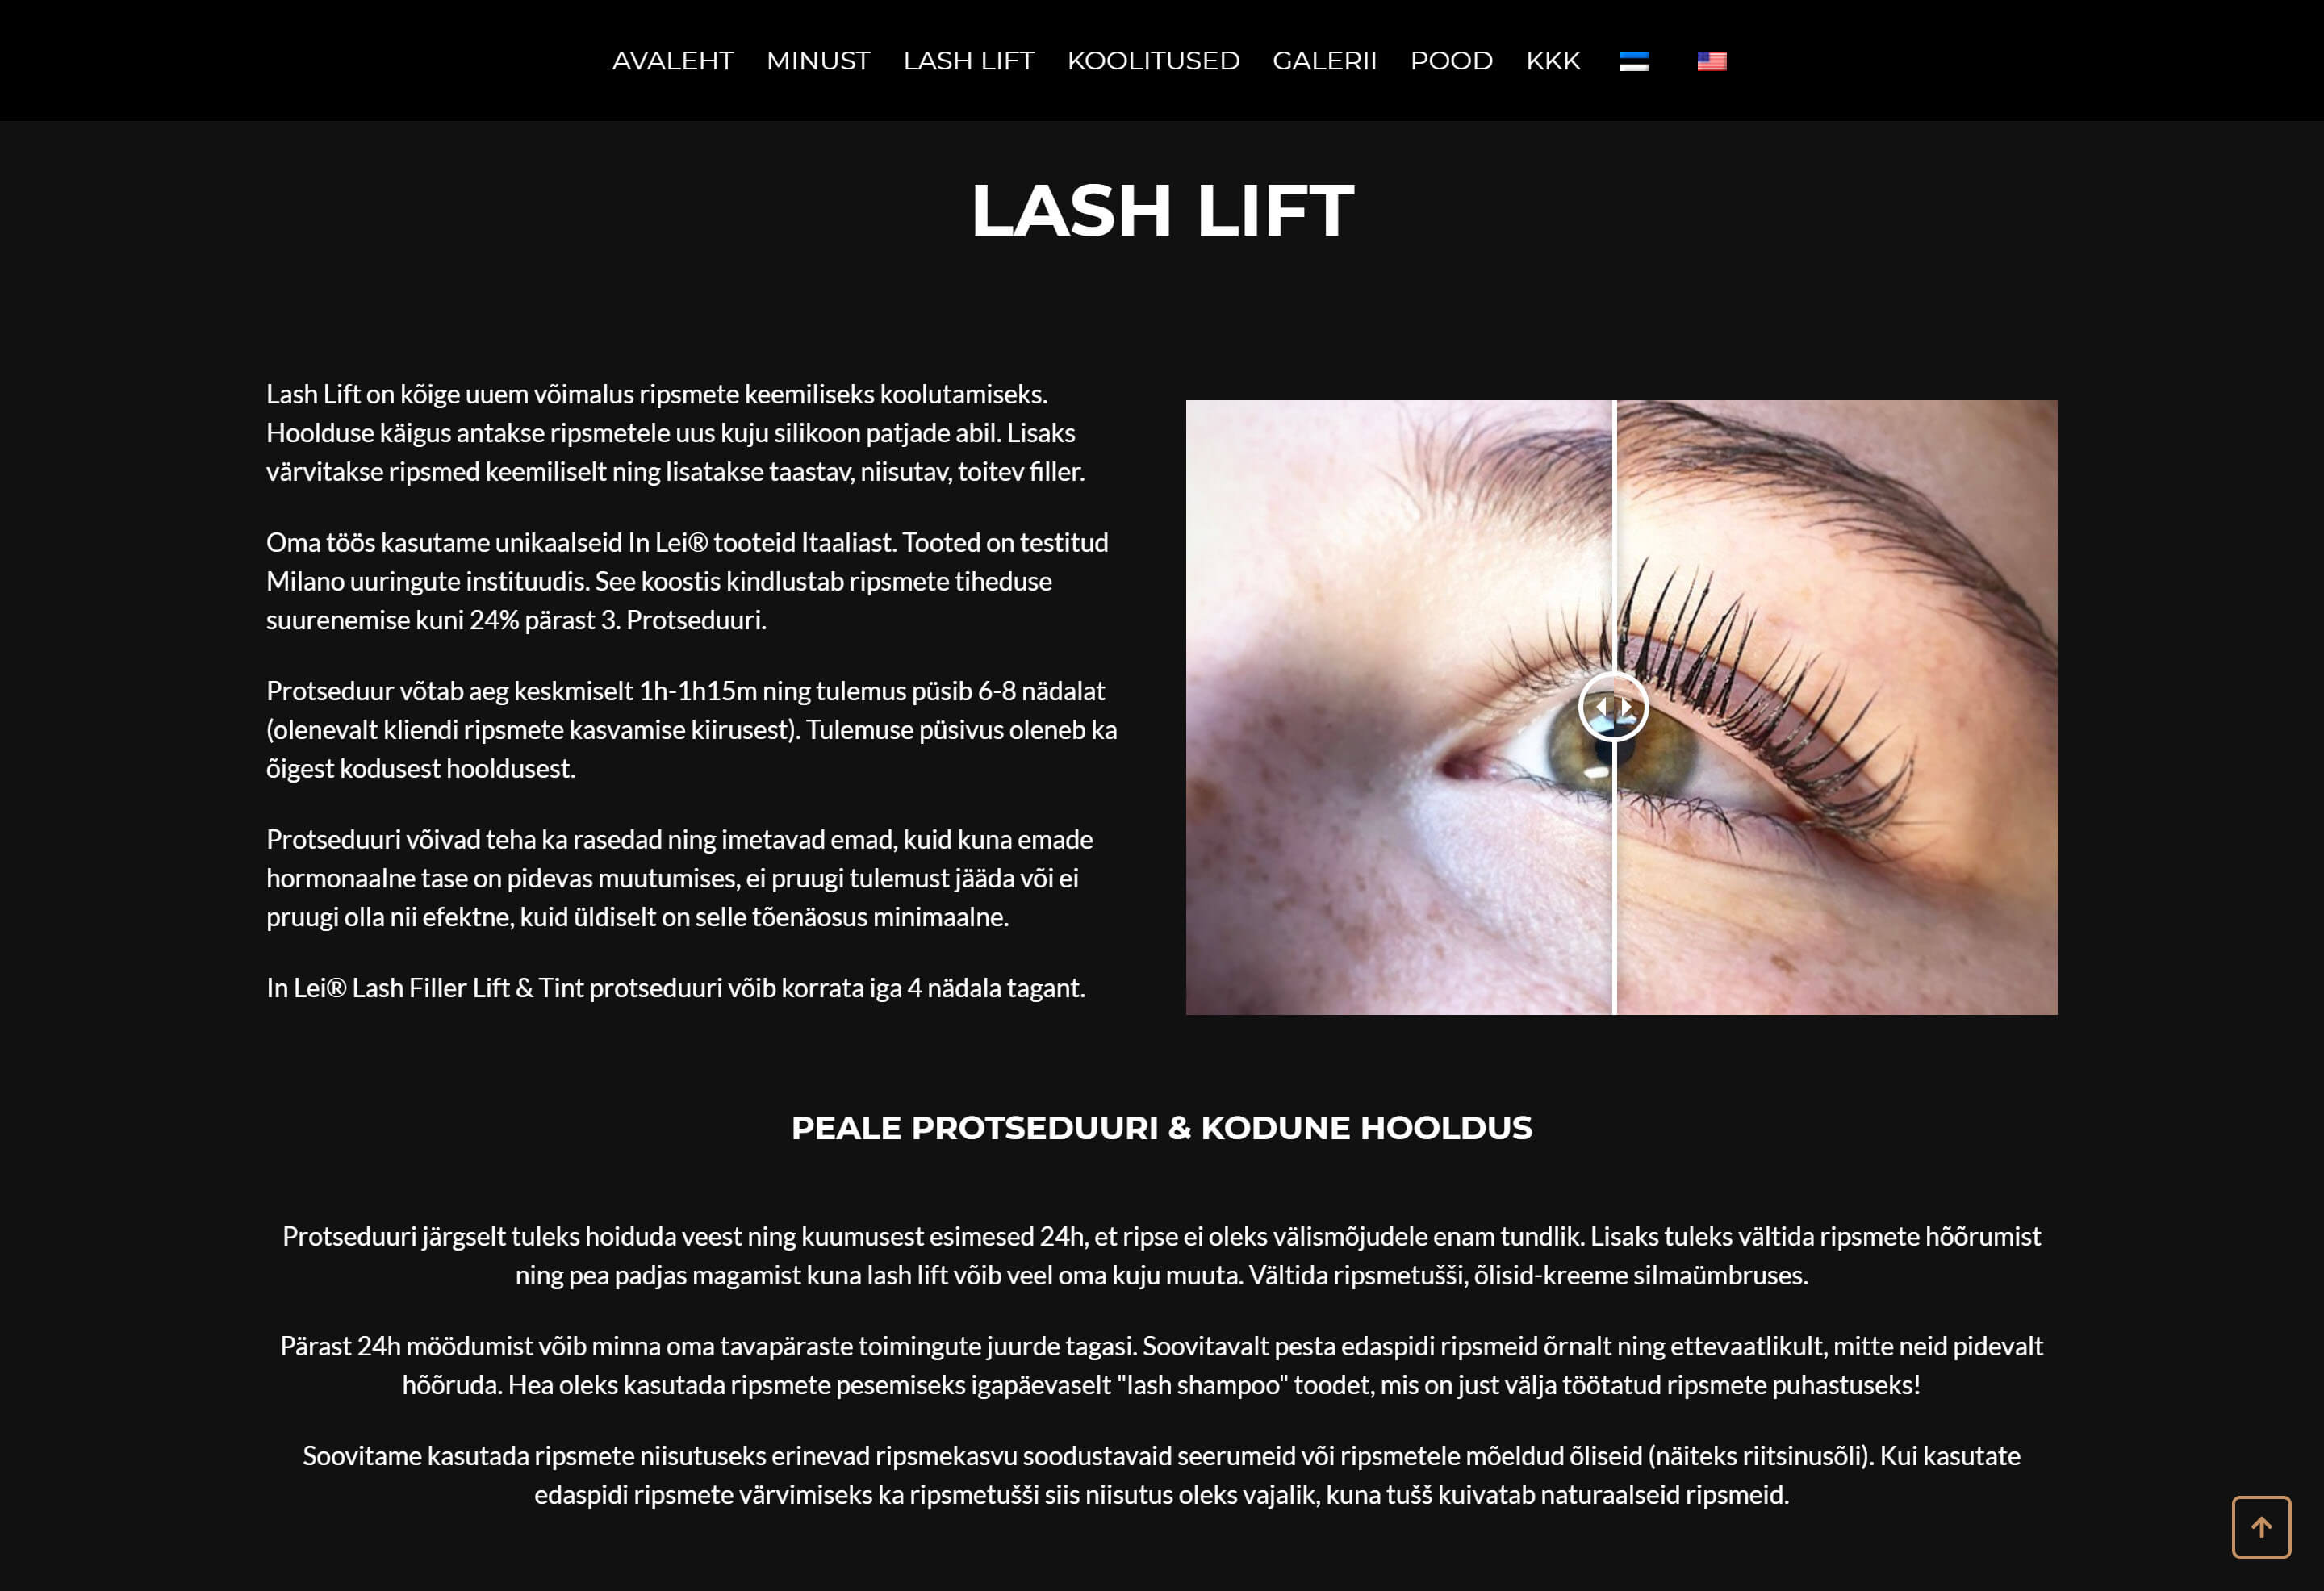 AVALEHT MINUST LASH LIFT KOOLITUSED GALERII POOD KKK
LASH LIFT
Lash Lift on kõige uuem võimalus ripsmete keemiliseks koolutamiseks.
Hoolduse käigus antakse ripsmetele uus kuju silikoon patjade abil. Lisaks
värvitakse ripsmed keemiliselt ning lisatakse taastav, niisutav, toitev filler.
Oma töös kasutame unikaalseid In Lei® tooteid Itaaliast. Tooted on testitud
Milano uuringute instituudis. See koostis kindlustab ripsmete tiheduse
suurenemise kuni 24% pärast 3. Protseduuri.
Protseduur võtab aeg keskmiselt 1h-1h15m ning tulemus püsib 6-8 nädalat
(olenevalt kliendi ripsmete kasvamise kiirusest). Tulemuse püsivus oleneb ka
õigest kodusest hooldusest.
Protseduuri võivad teha ka rasedad ning imetavad emad, kuid kuna emade
hormonaalne tase on pidevas muutumises, ei pruugi tulemust jääda või ei
pruugi olla nii efektne, kuid üldiselt on selle tõenäosus minimaalne.
In Lei® Lash Filler Lift & Tint protseduuri võib korrata iga 4 nädala tagant.
PEALE PROTSEDUURI & KODUNE HOOLDUS
Protseduuri järgselt tuleks hoiduda veest ning kuumusest esimesed 24h, et ripse ei oleks välismõjudele enam tundlik. Lisaks tuleks vältida ripsmete hõõrumist
ning pea padjas magamist kuna lash lift võib veel oma kuju muuta. Vältida ripsmetušši, õlisid-kreeme silmaümbruses.
Pärast 24h möödumist võib minna oma tavapäraste toimingute juurde tagasi. Soovitavalt pesta edaspidi ripsmeid õrnalt ning ettevaatlikult, mitte neid pidevalt
hõõruda. Hea oleks kasutada ripsmete pesemiseks igapäevaselt "lash shampoo" toodet, mis on just välja töötatud ripsmete puhastuseks!
Soovitame kasutada ripsmete niisutuseks erinevad ripsmekasvu soodustavaid seerumeid või ripsmetele mõeldud õliseid (näiteks riitsinusõli). Kui kasutate
edaspidi ripsmete värvimiseks ka ripsmetušši siis niisutus oleks vajalik, kuna tušš kuivatab naturaalseid ripsmeid.